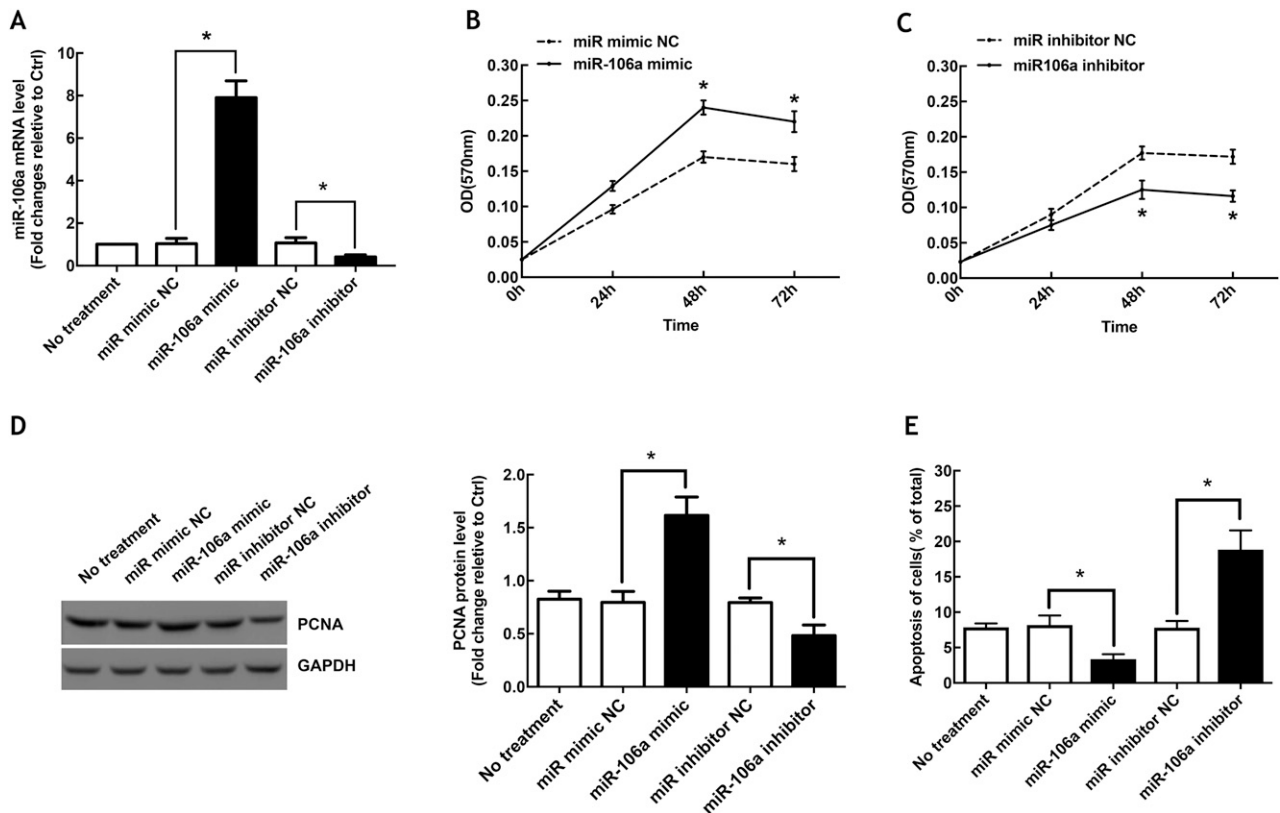 A
miR-106a mRNA level
(Fold changes reletive to Ctrl)
10
8
6
4
2
0
*
*
No treatment
miR mimic NC
miR-106a mimic
miR inhibitor NC
miR-106a inhibitor
B
miR mimic NC
miR-106a mimic
OD(570nm)
0.30
0.25
0.20
0.15
0.10
0.05
0.00
*
*
0h
24h
48h
72h
Time
C
miR inhibitor NC
miR106a inhibitor
OD(570nm)
0.30
0.25
0.20
0.15
0.10
0.05
0.00
*
*
0h
24h
48h
72h
Time
D
No treatment
miR mimic NC
miR-106a mimic
miR inhibitor NC
miR-106a inhibitor
PCNA
GAPDH
PCNA protein level
(Fold change reletive to Ctrl)
2.0
1.5
1.0
0.5
0.0
*
*
No treatment
miR mimic NC
miR-106a mimic
miR inhibitor NC
miR-106a inhibitor
E
Apoptosis of cells( % of total)
30
25
20
15
10
5
0
*
*
No treatment
miR mimic NC
miR-106a mimic
miR inhibitor NC
miR-106a inhibitor